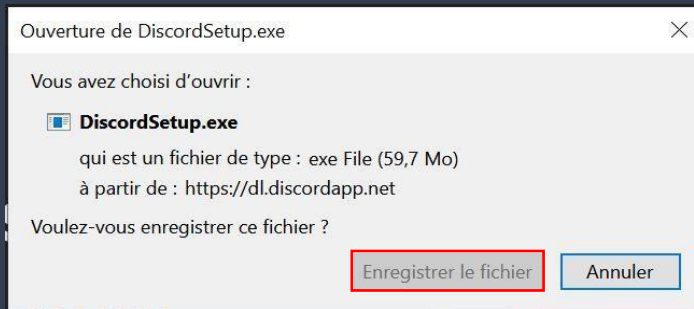 Ouverture de DiscordSetup.exe
Vous avez choisi d’ouvrir :
DiscordSetup.exe
qui est un fichier de type : exe File (59,7 Mo)
à partir de : https://dl.discordapp.net
Voulez-vous enregistrer ce fichier ?
Enregistrer le fichier Annuler